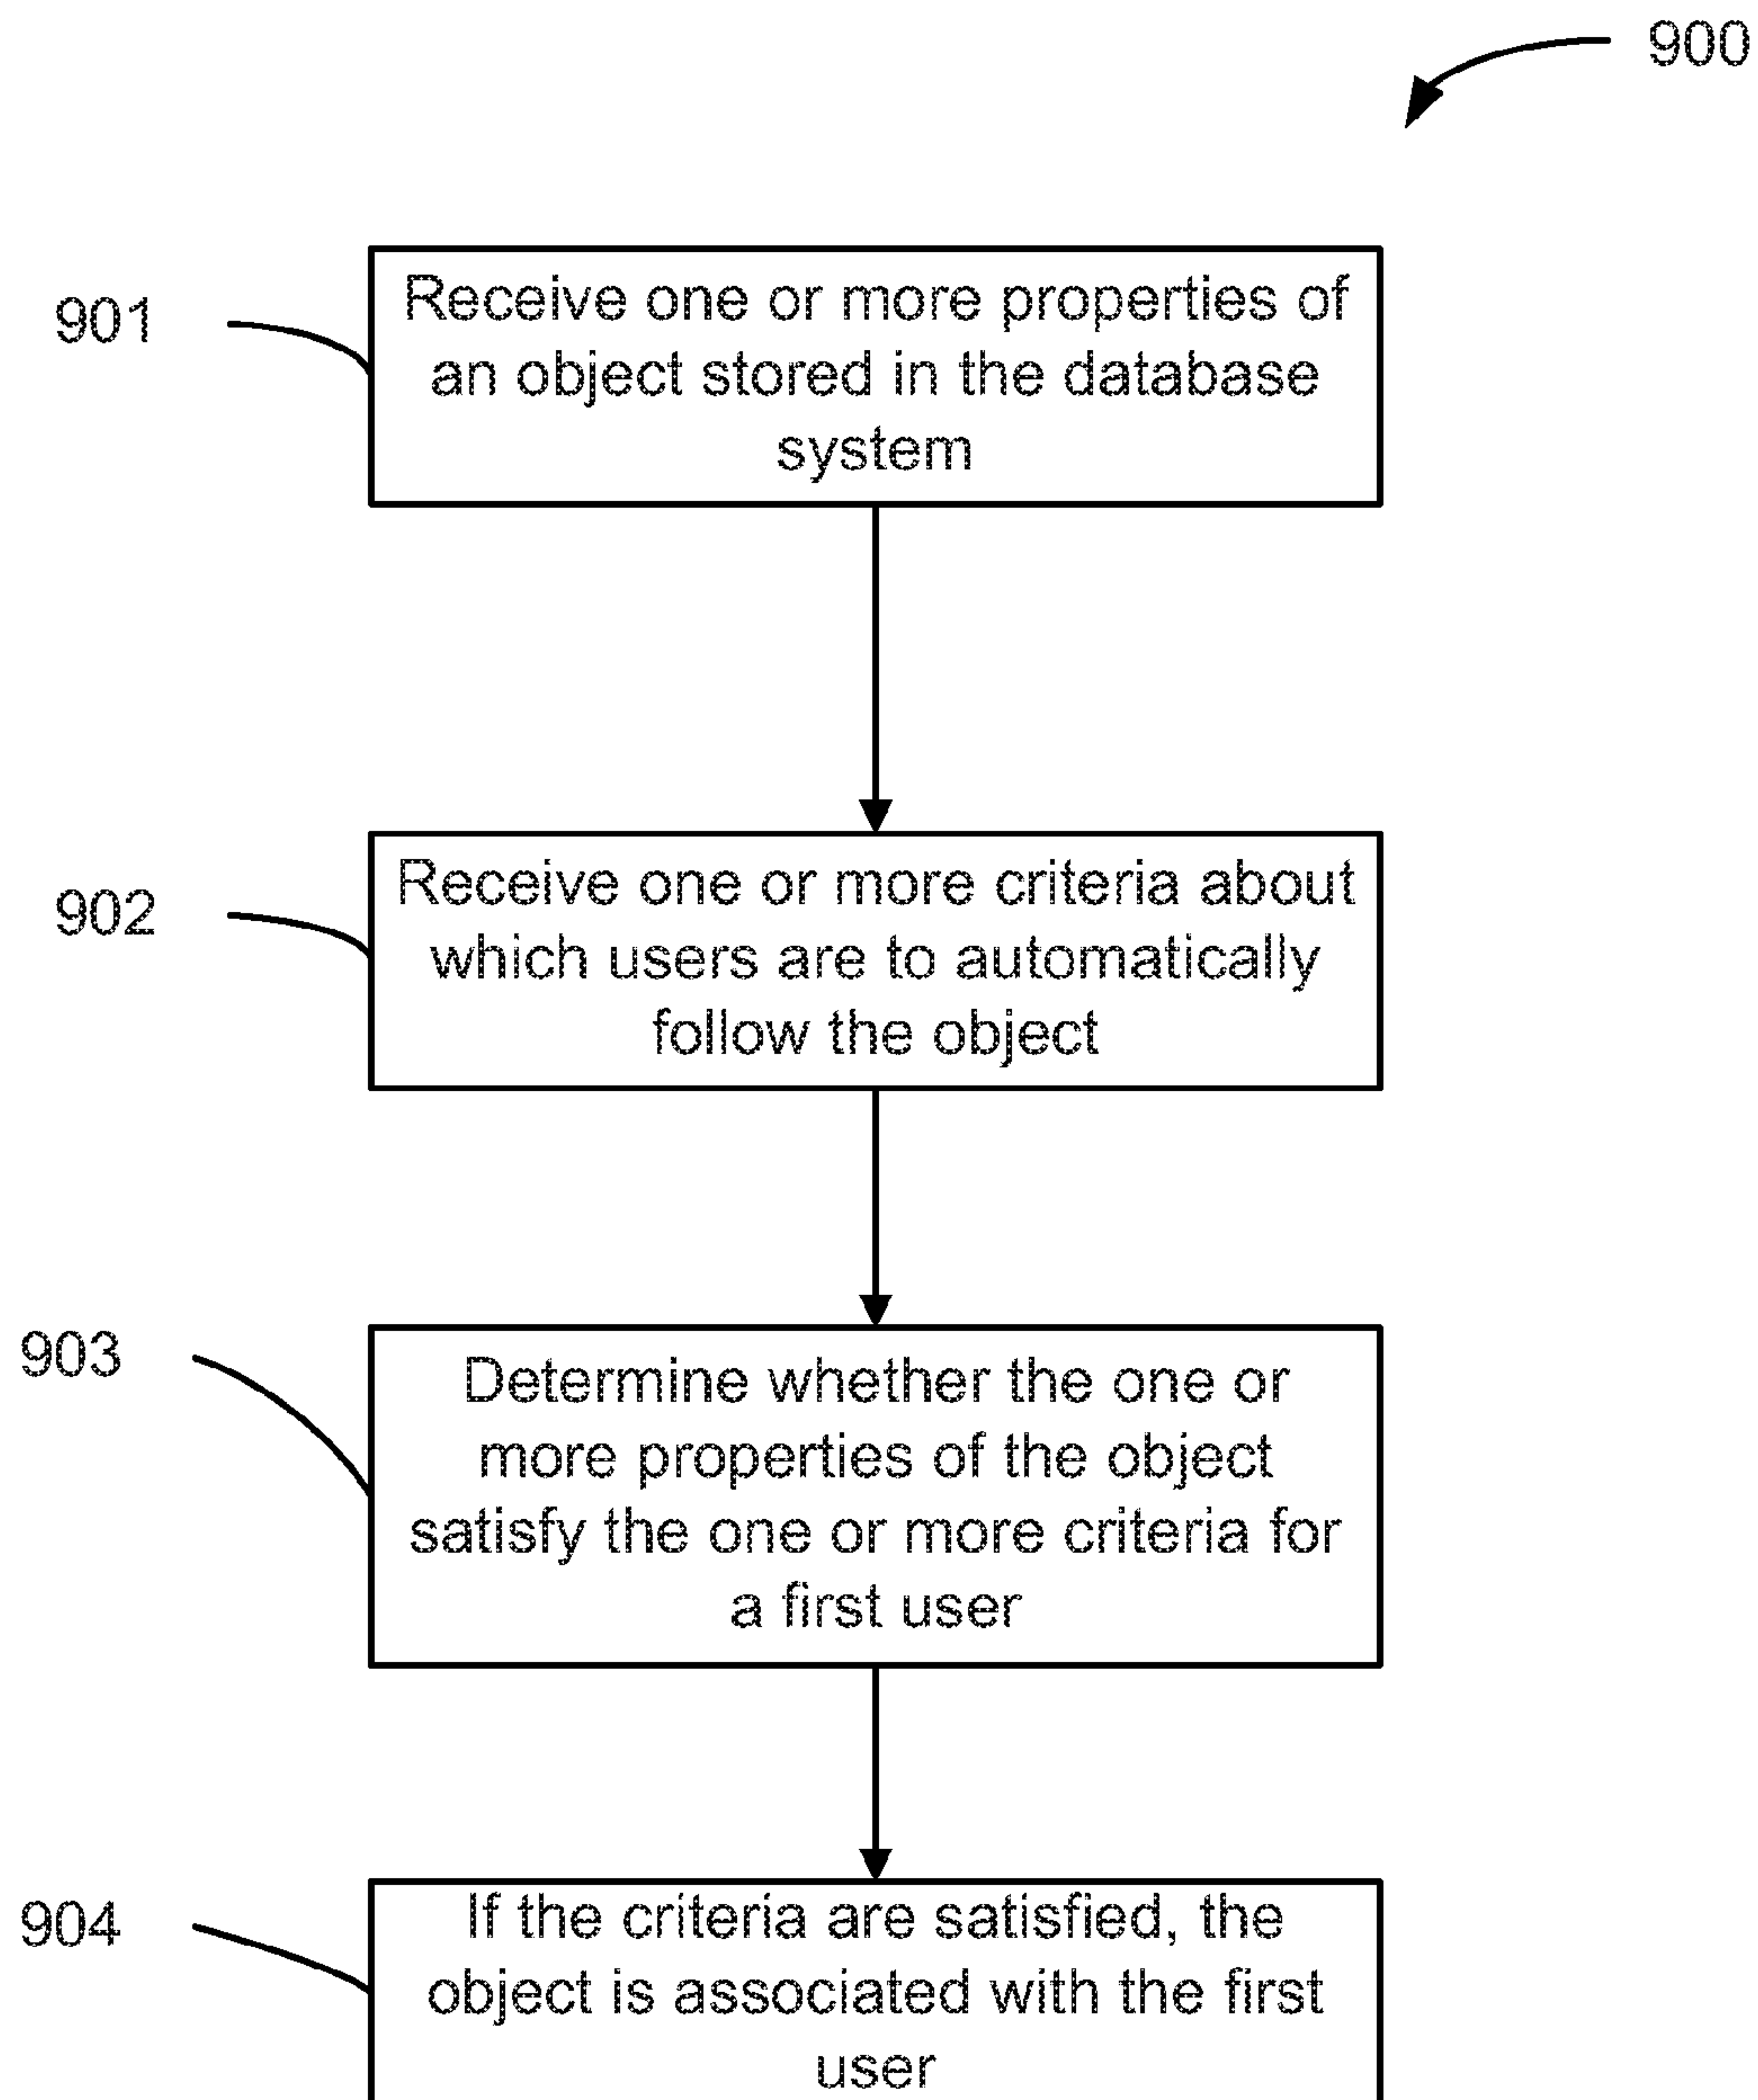 900
901
Receive one or more properties of
an object stored in the database
system
902
Receive one or more criteria about
which users are to automatically
follow the object
903
Determine whether the one or
more properties of the object
satisfy the one or more criteria for
a first user
904
If the criteria are satisfied, the
object is associated with the first
user